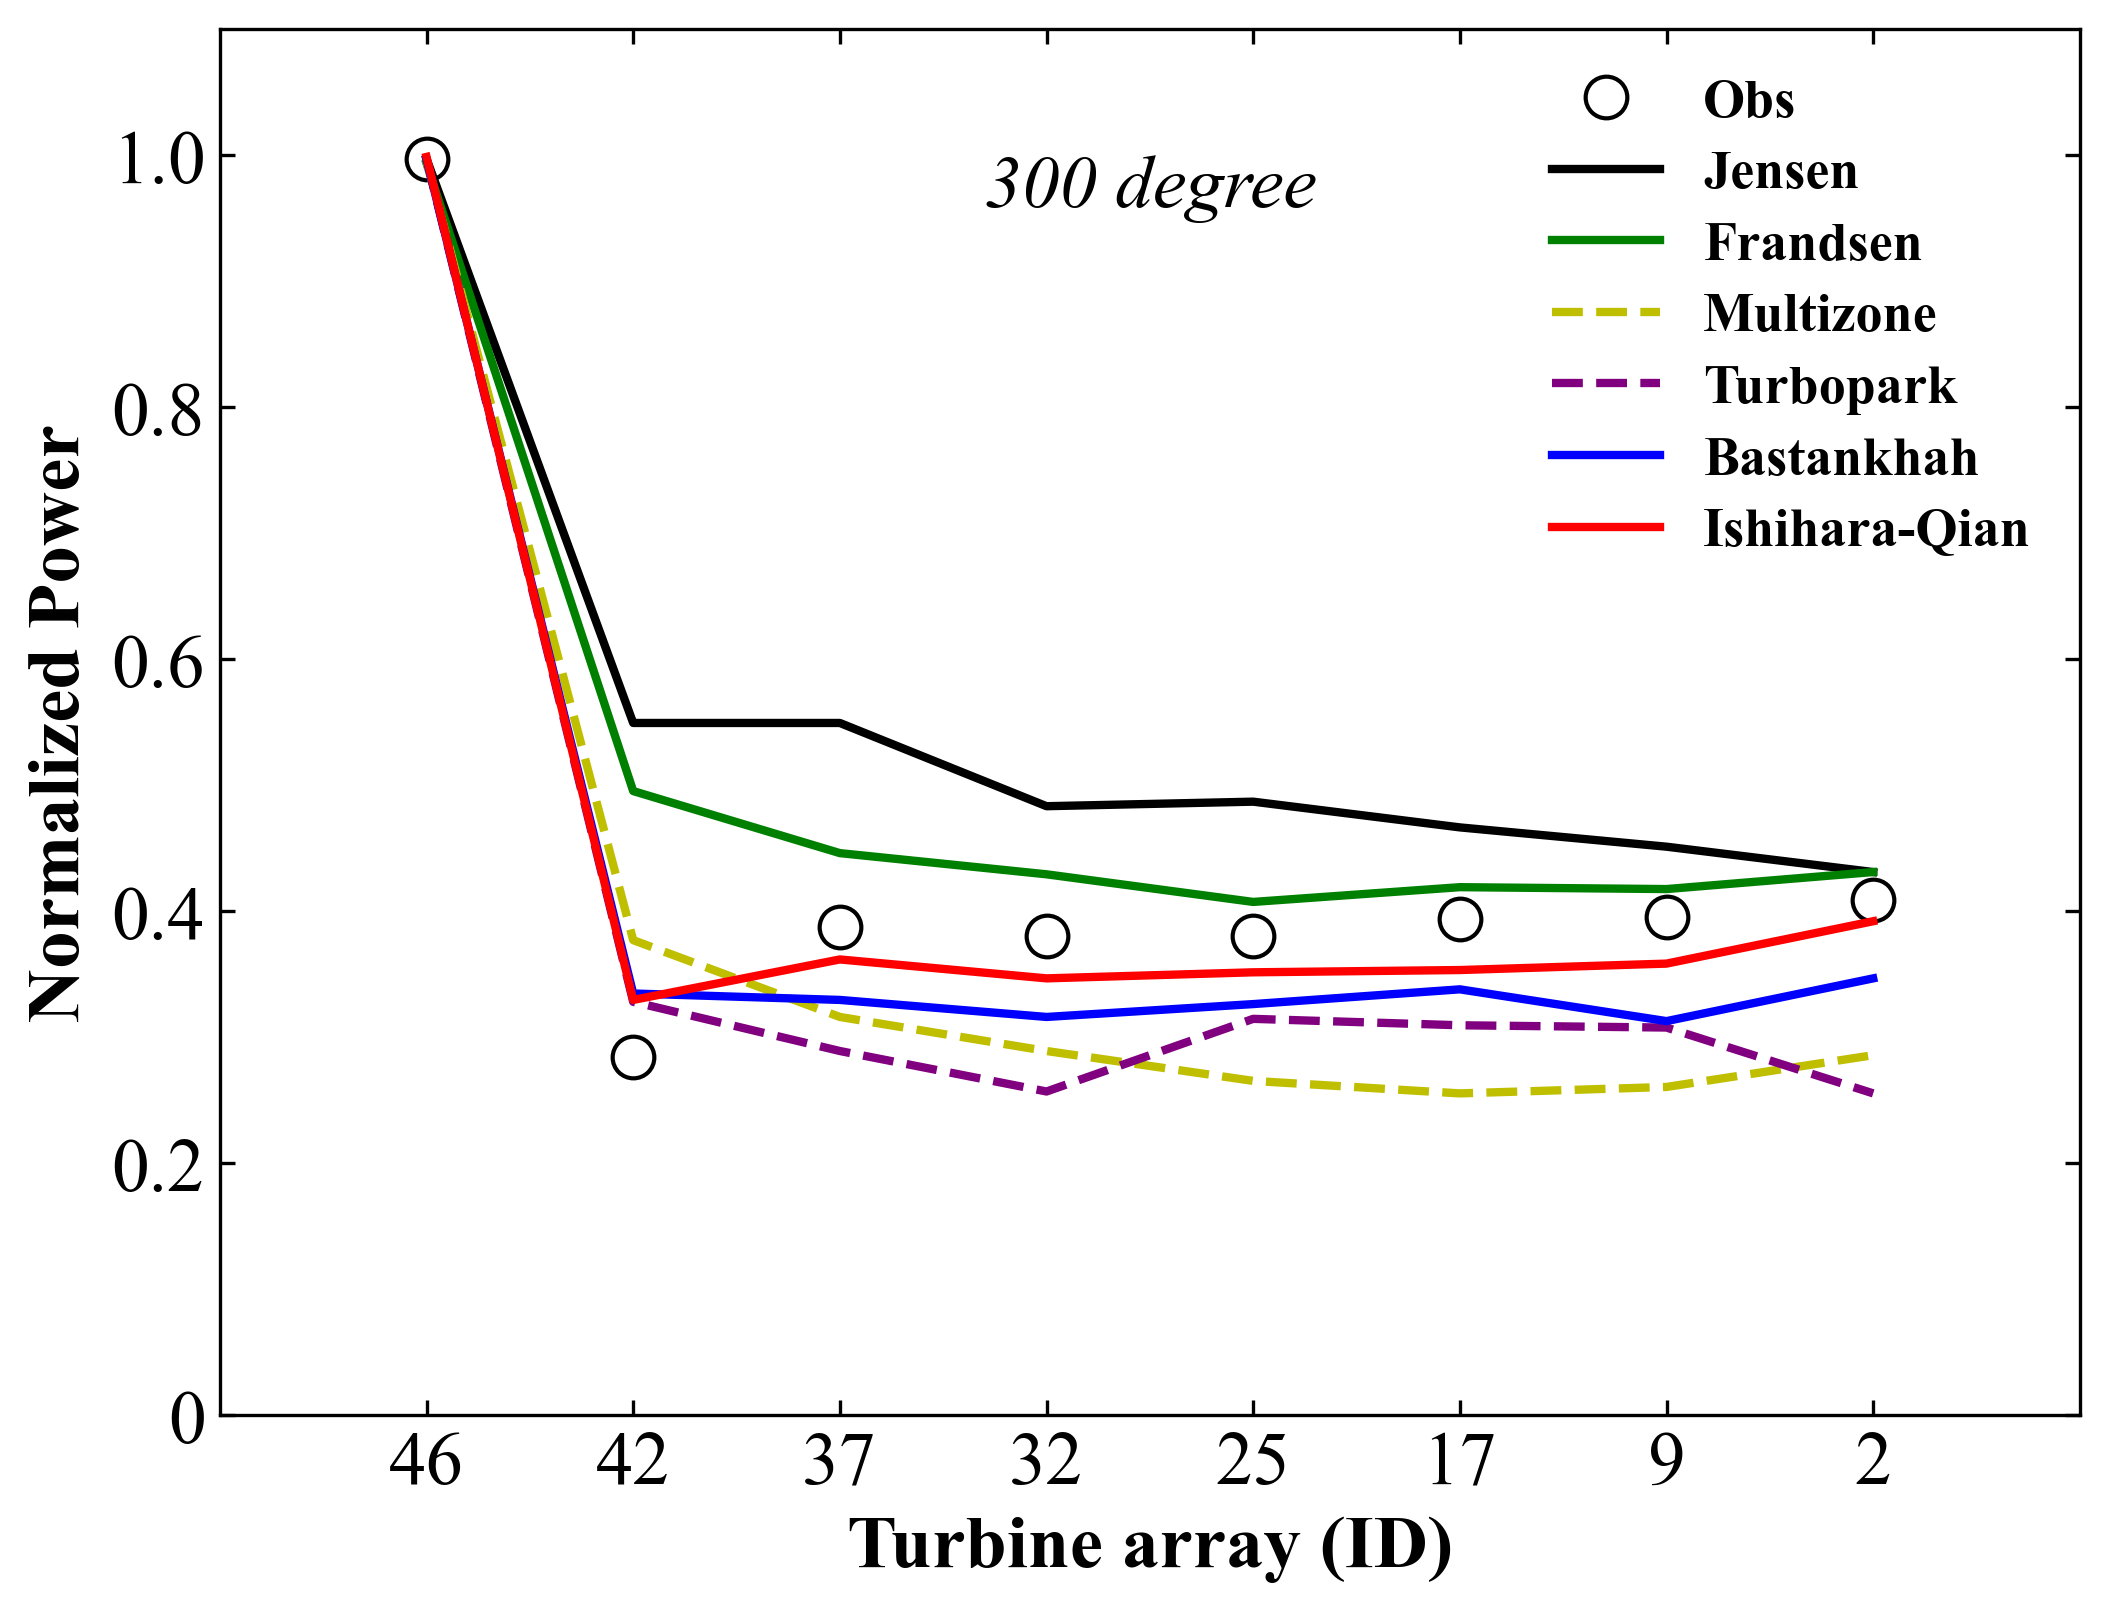 300 degree
Obs
Jensen
Frandsen
Multizone
Turbopark
Bastankhah
Ishihara-Qian
Normalized Power
1.0
0.8
0.6
0.4
0.2
0
46 42 37 32 25 17 9 2
Turbine array (ID)